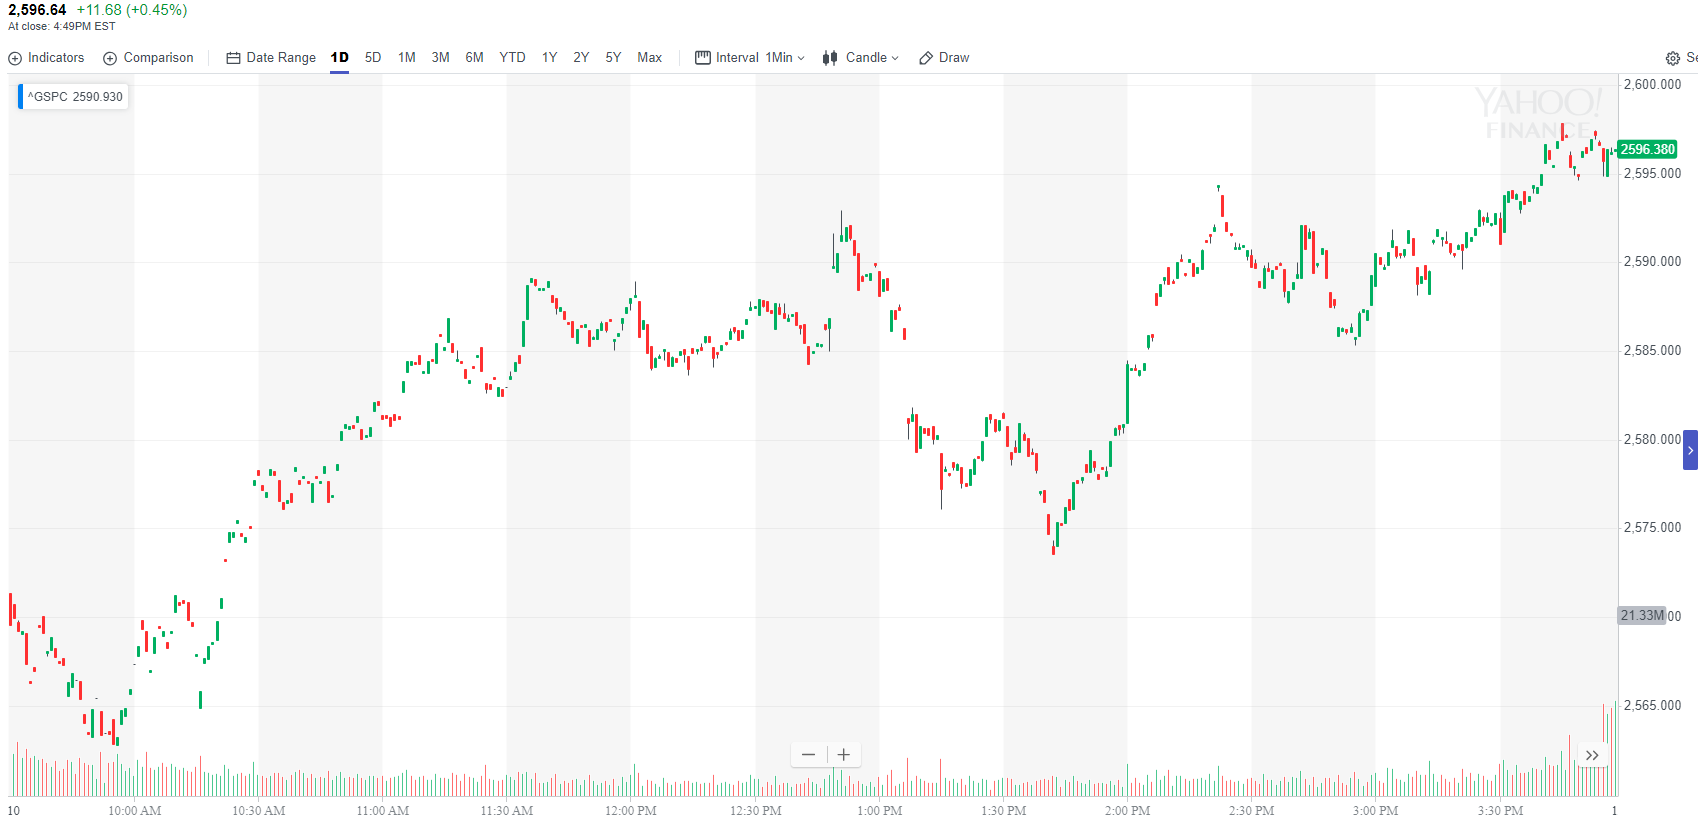 2,596.64 +11.68 (+0.45%)
At close: 4:49PM EST
Indicators Comparison Date Range 1D 5D 1M 3M 6M YTD 1Y 2Y 5Y Max Interval 1Min Candle Draw Se
^GSPC 2590.930
YAHOO!
FINANCE
2,600.000
2596.380
2,595.000
2,590.000
2,585.000
2,580.000
2,575.000
21.33M 00
2,565.000
10 10:00 AM 10:30 AM 11:00 AM 11:30 AM 12:00 PM 12:30 PM 1:00 PM 1:30 PM 2:00 PM 2:30 PM 3:00 PM 3:30 PM 1